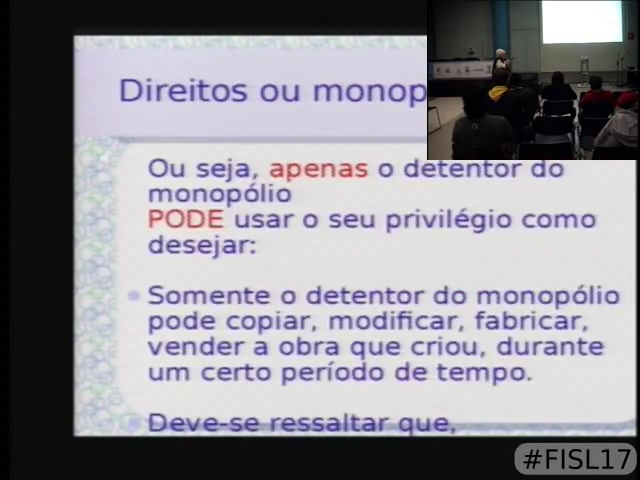 Direitos ou monop
Ou seja, apenas o detentor do
monopólio
PODE usar o seu privilégio como
desejar:
Somente o detentor do monopólio
pode copiar, modificar, fabricar,
vender a obra que criou, durante
um certo período de tempo.
Deve-se ressaltar que,
#FISL17